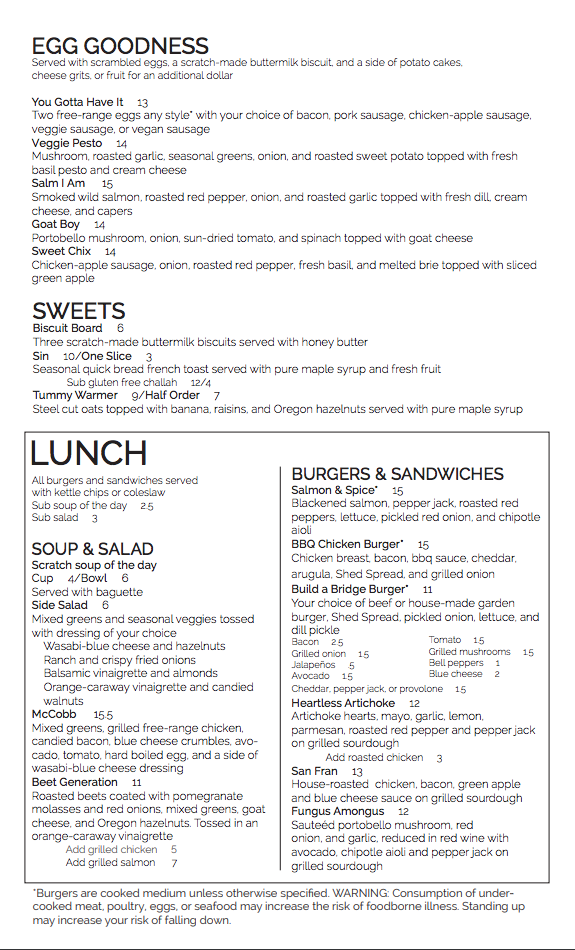 EGG GOODNESS
Served with scrambled eggs, a scratch-made buttermilk biscuit, and a side of potato cakes,
cheese grits, or fruit for an additional dollar
You Gotta Have It 13
Two free-range eggs any style* with your choice of bacon, pork sausage, chicken-apple sausage,
veggie sausage, or vegan sausage
Veggie Pesto 14
Mushroom, roasted garlic, seasonal greens, onion, and roasted sweet potato topped with fresh
basil pesto and cream cheese
Salm I Am 15
Smoked wild salmon, roasted red pepper, onion, and roasted garlic topped with fresh dill, cream
cheese, and capers
Goat Boy 14
Portobello mushroom, onion, sun-dried tomato, and spinach topped with goat cheese
Sweet Chix 14
Chicken-apple sausage, onion, roasted red pepper, fresh basil, and melted brie topped with sliced
green apple
SWEETS
Biscuit Board 6
Three scratch-made buttermilk biscuits served with honey butter
Sin 10/One Slice 3
Seasonal quick bread french toast served with pure maple syrup and fresh fruit
Sub gluten free challah 12/4
Tummy Warmer 9/Half Order 7
Steel cut oats topped with banana, raisins, and Oregon hazelnuts served with pure maple syrup
LUNCH
All burgers and sandwiches served
with kettle chips or coleslaw
Sub soup of the day 2.5
Sub salad 3
SOUP & SALAD
Scratch soup of the day
Cup 4/Bowl 6
Served with baguette
Side Salad 6
Mixed greens and seasonal veggies tossed
with dressing of your choice
Wasabi-blue cheese and hazelnuts
Ranch and crispy fried onions
Balsamic vinaigrette and almonds
Orange-caraway vinaigrette and candied
walnuts
McCobb 15.5
Mixed greens, grilled free-range chicken,
candied bacon, blue cheese crumbles, avo-
cado, tomato, hard boiled egg, and a side of
wasabi-blue cheese dressing
Beet Generation 11
Roasted beets coated with pomegranate
molasses and red onions, mixed greens, goat
cheese, and Oregon hazelnuts. Tossed in an
orange-caraway vinaigrette
Add grilled chicken 5
Add grilled salmon 7
BURGERS & SANDWICHES
Salmon & Spice* 15
Blackened salmon, pepper jack, roasted red
peppers, lettuce, pickled red onion, and chipotle
aioli
BBQ Chicken Burger* 15
Chicken breast, bacon, bbq sauce, cheddar,
arugula, Shed Spread, and grilled onion
Build a Bridge Burger* 11
Your choice of beef or house-made garden
burger, Shed Spread, pickled onion, lettuce, and
dill pickle
Bacon 2.5
Grilled onion 1.5
Jalapeños .5
Avocado 1.5
Tomato 1.5
Grilled mushrooms 1.5
Bell peppers 1
Blue cheese 2
Cheddar, pepper jack, or provolone 1.5
Heartless Artichoke 12
Artichoke hearts, mayo, garlic, lemon,
parmesan, roasted red pepper and pepper jack
on grilled sourdough
Add roasted chicken 3
San Fran 13
House-roasted chicken, bacon, green apple
and blue cheese sauce on grilled sourdough
Fungus Amongus 12
Sauteéd portobello mushroom, red
onion, and garlic, reduced in red wine with
avocado, chipotle aioli and pepper jack on
grilled sourdough
*Burgers are cooked medium unless otherwise specified. WARNING: Consumption of under-
cooked meat, poultry, eggs, or seafood may increase the risk of foodborne illness. Standing up
may increase your risk of falling down.